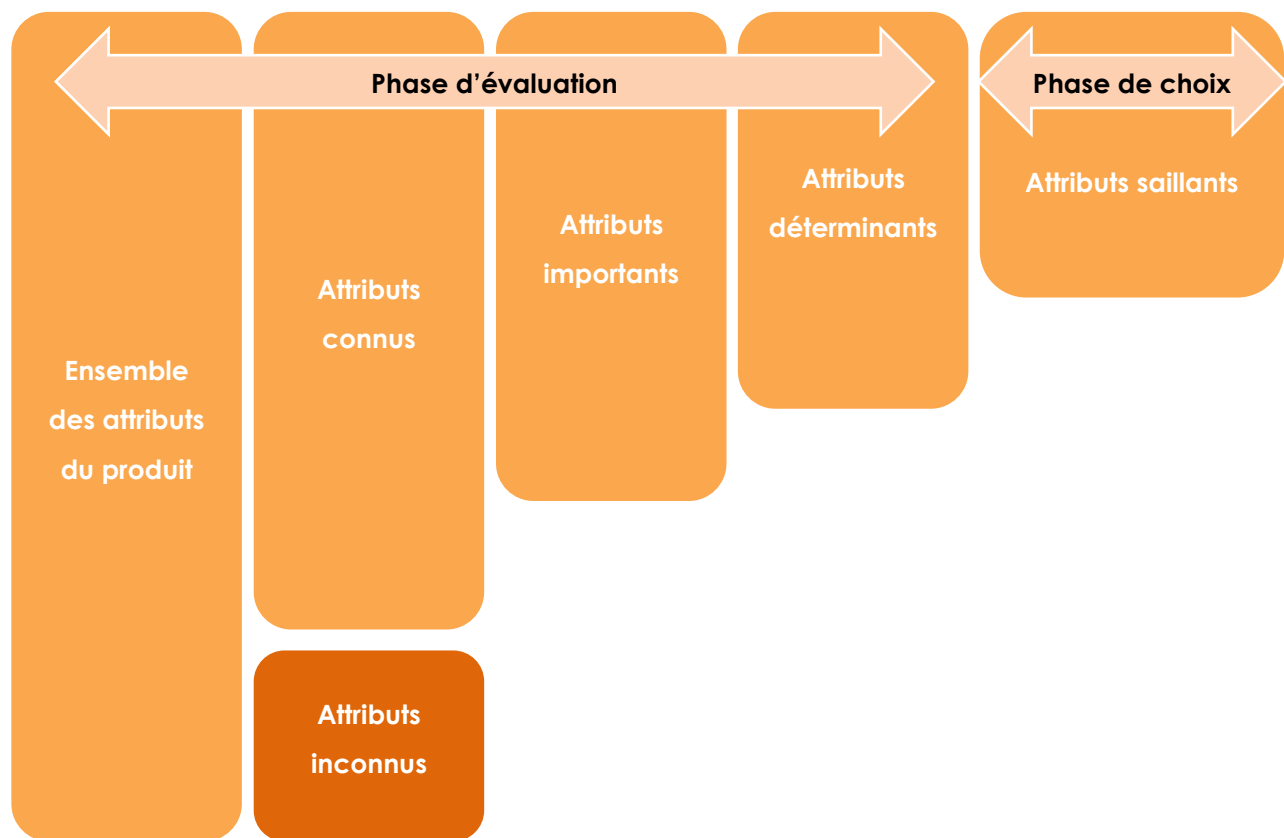 Phase d’évaluation
Phase de choix
Ensemble
des attributs
du produit
Attributs
connus
Attributs
inconnus
Attributs
importants
Attributs
déterminants
Attributs saillants